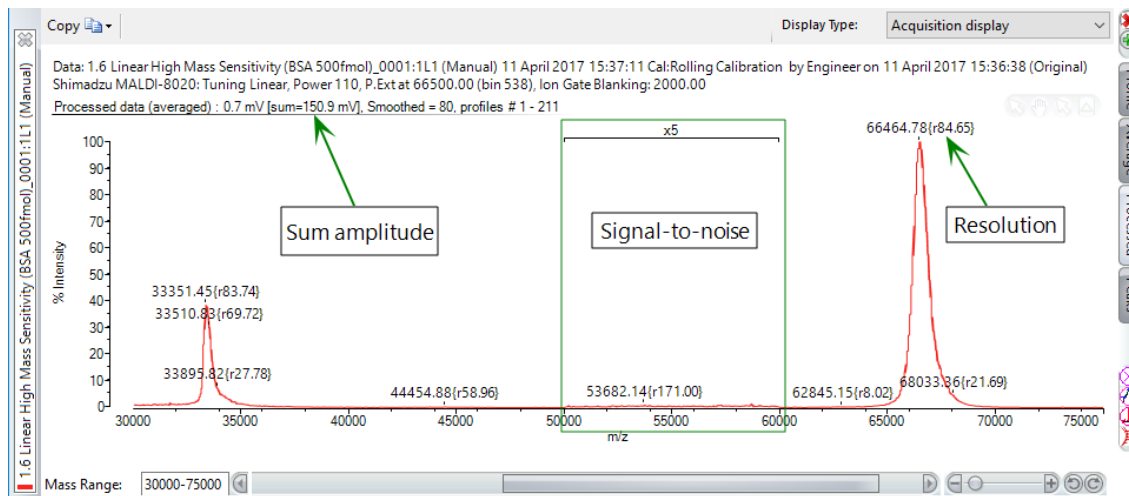 Copy
Display Type:
Acquisition display
1.6 Linear High Mass Sensitivity (BSA 500fmol)_0001:1L1 (Manual)
Data: 1.6 Linear High Mass Sensitivity (BSA 500fmol)_0001:1L1 (Manual) 11 April 2017 15:37:11 Cal:Rolling Calibration by Engineer on 11 April 2017 15:36:38 (Original)
Shimadzu MALDI-8020: Tuning Linear, Power 110, P.Ext at 66500.00 (bin 538), Ion Gate Blanking: 2000.00
Processed data (averaged) : 0.7 mV [sum=150.9 mV], Smoothed = 80, profiles # 1 - 211
x5
66464.78{r84.65}
Sum amplitude
Signal-to-noise
Resolution
% Intensity
100
90
80
70
60
50
40
30
20
10
0
33351.45{r83.74}
33510.83{r69.72}
33895.82{r27.78}
44454.88{r58.96}
53682.14{r171.00}
62845.15{r8.02}
68033.36{r21.69}
30000
35000
40000
45000
50000
55000
60000
65000
70000
75000
m/z
Mass Range:
30000-75000